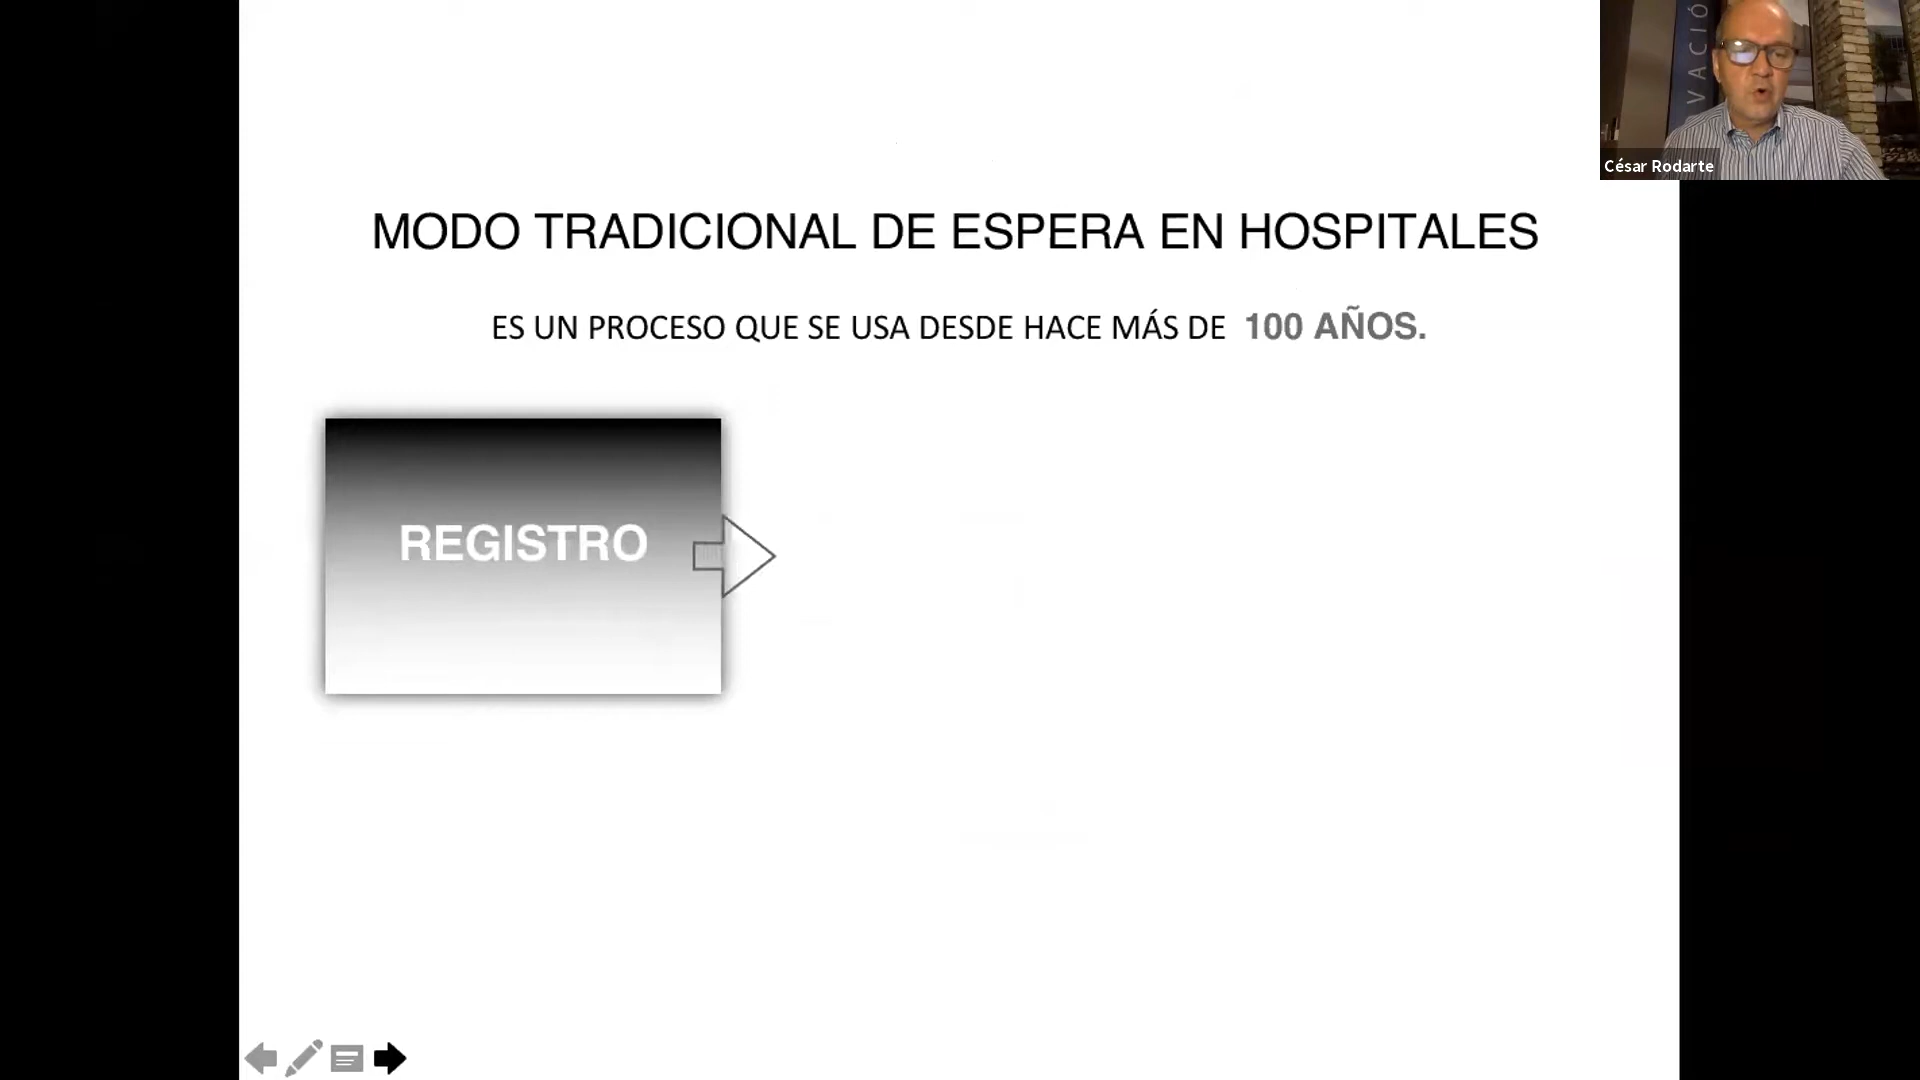 VACIÓ
César Rodarte
MODO TRADICIONAL DE ESPERA EN HOSPITALES
ES UN PROCESO QUE SE USA DESDE HACE MÁS DE 100 AÑOS.
REGISTRO